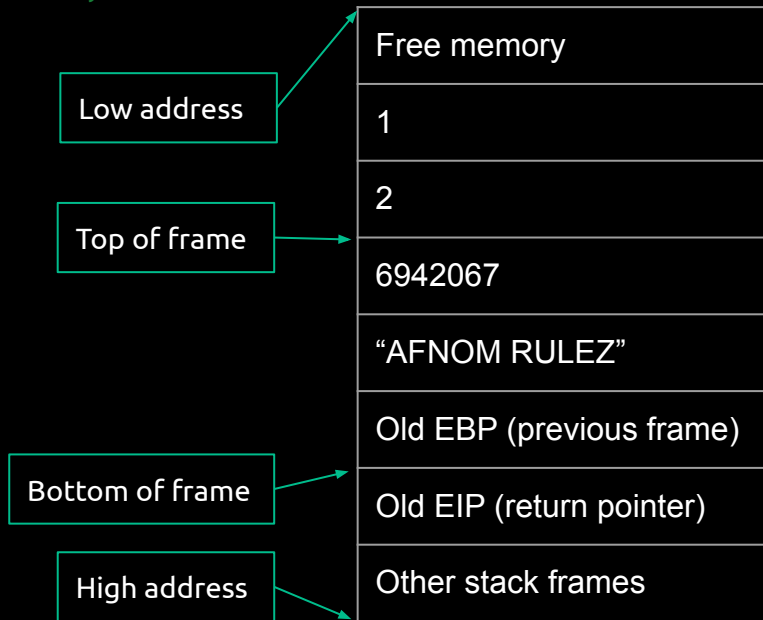 Free memory
Low address
1
2
Top of frame
6942067
“AFNOM RULEZ”
Old EBP (previous frame)
Bottom of frame
Old EIP (return pointer)
High address
Other stack frames